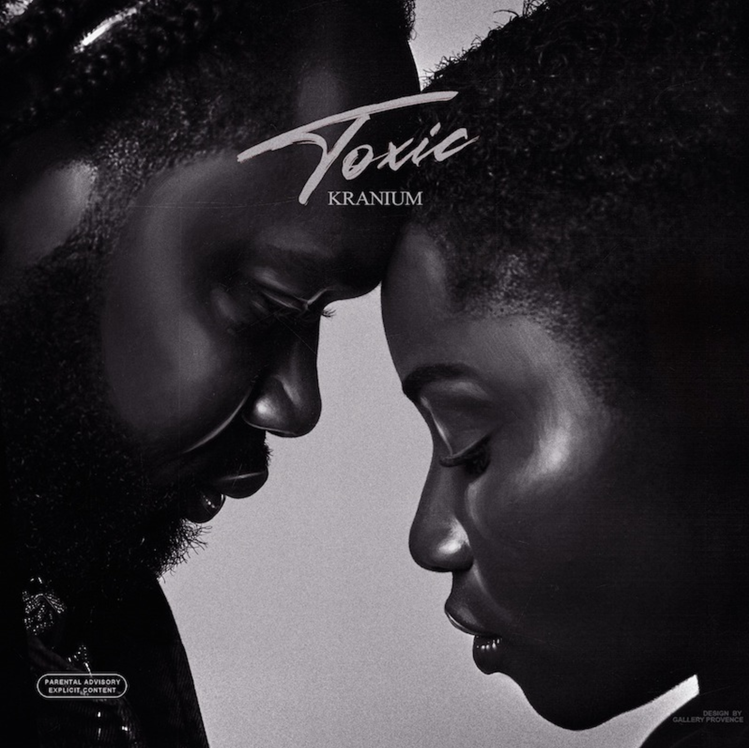 Toxic
KRANIUM
PARENTAL ADVISORY
EXPLICIT CONTENT
DESIGN BY
GALLERY PROVENCE